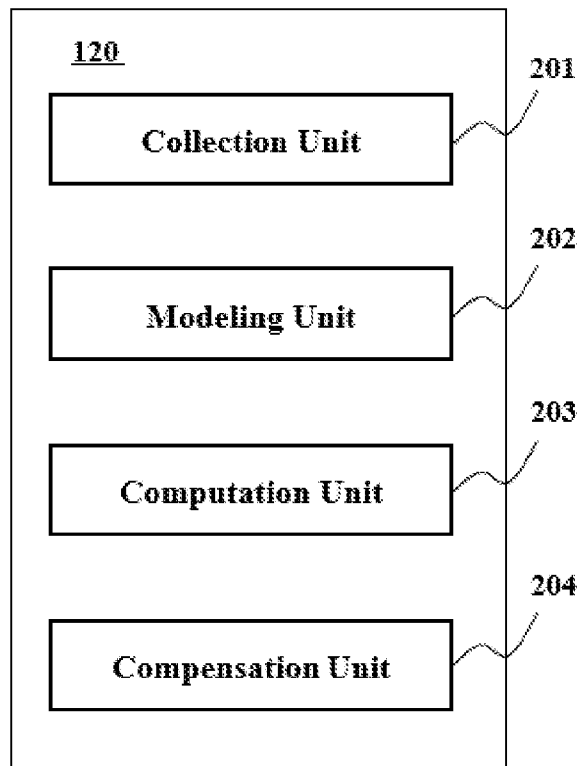 120
201
Collection Unit
202
Modeling Unit
203
Computation Unit
204
Compensation Unit